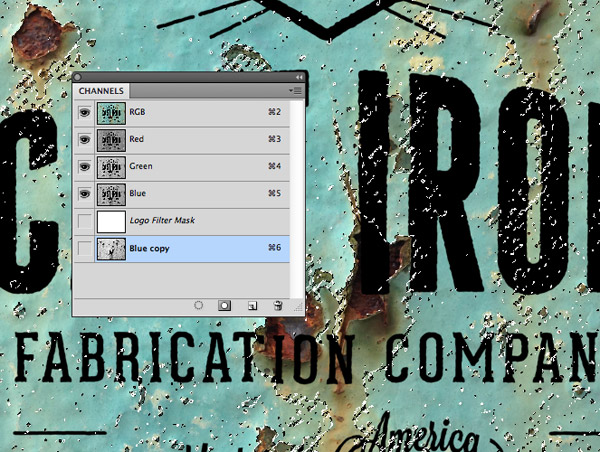 CHANNELS
RGB ⌘2
Red ⌘3
Green ⌘4
Blue ⌘5
Logo Filter Mask
Blue copy ⌘6
IRO
FABRICATION COMPAN
America